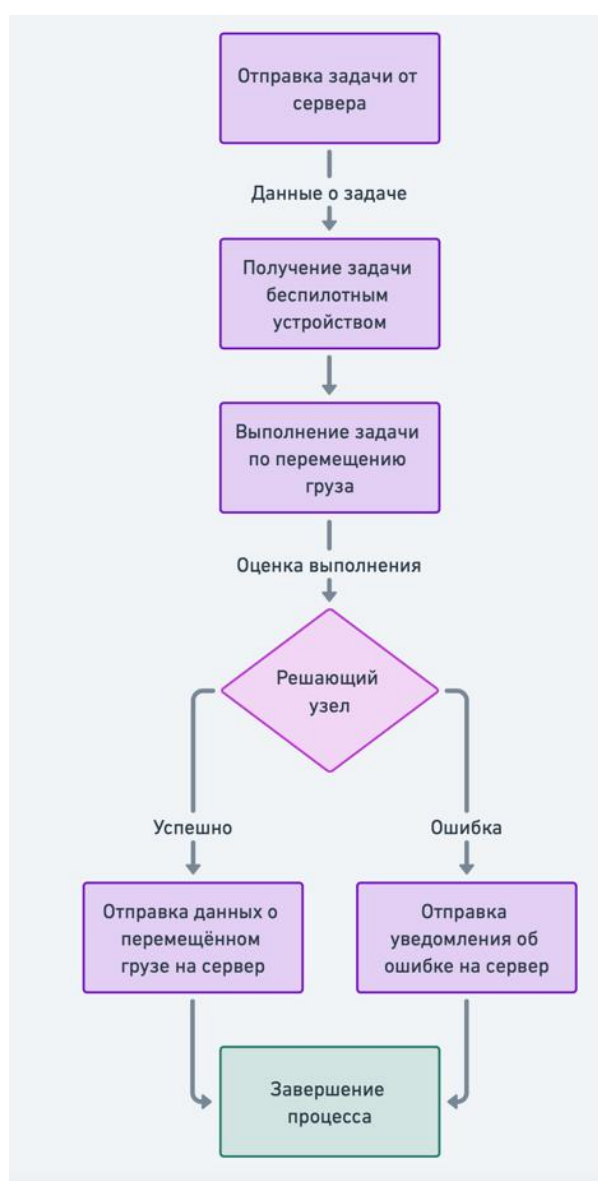 Отправка задачи от
сервера
Данные о задаче
Получение задачи
беспилотным
устройством
Выполнение задачи
по перемещению
груза
Оценка выполнения
Решающий
узел
Успешно
Ошибка
Отправка данных о
перемещённом
грузе на сервер
Отправка
уведомления об
ошибке на сервер
Завершение
процесса